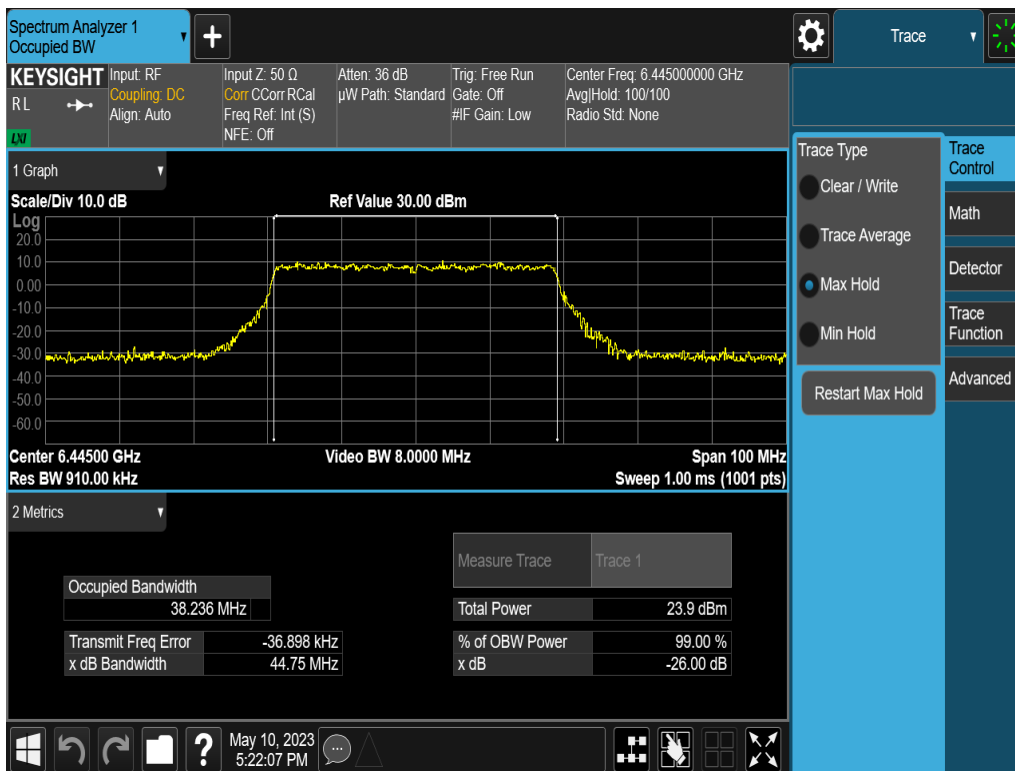 Spectrum Analyzer 1
Occupied BW
+
Trace
KEYSIGHT
RL
LXI
Input: RF
Coupling: DC
Align: Auto
Input Z: 50 Ω
Corr CCorr RCal
Freq Ref: Int (S)
NFE: Off
Atten: 36 dB
µW Path: Standard
Trig: Free Run
Gate: Off
#IF Gain: Low
Center Freq: 6.445000000 GHz
Avg|Hold: 100/100
Radio Std: None
1 Graph
Scale/Div 10.0 dB
Ref Value 30.00 dBm
Log
20.0
10.0
0.00
-10.0
-20.0
-30.0
-40.0
-50.0
-60.0
Center 6.44500 GHz
Video BW 8.0000 MHz
Span 100 MHz
Res BW 910.00 kHz
Sweep 1.00 ms (1001 pts)
2 Metrics
Measure Trace
Trace 1
Occupied Bandwidth
38.236 MHz
Total Power
23.9 dBm
Transmit Freq Error
-36.898 kHz
% of OBW Power
99.00 %
x dB Bandwidth
44.75 MHz
x dB
-26.00 dB
?
May 10, 2023
5:22:07 PM
Trace Type
Clear / Write
Trace Average
Max Hold
Min Hold
Restart Max Hold
Trace
Control
Math
Detector
Trace
Function
Advanced